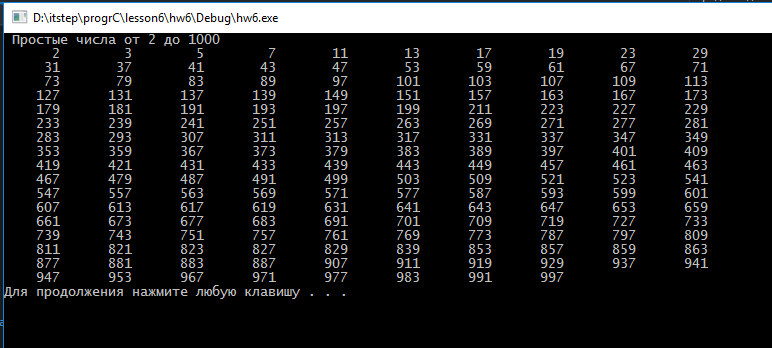 D:\itstep\progrC\lesson6\hw6\Debug\hw6.exe
Простые числа от 2 до 1000
2 3 5 7 11 13 17 19 23 29
31 37 41 43 47 53 59 61 67 71
73 79 83 89 97 101 103 107 109 113
127 131 137 139 149 151 157 163 167 173
179 181 191 193 197 199 211 223 227 229
233 239 241 251 257 263 269 271 277 281
283 293 307 311 313 317 331 337 347 349
353 359 367 373 379 383 389 397 401 409
419 421 431 433 439 443 449 457 461 463
467 479 487 491 499 503 509 521 523 541
547 557 563 569 571 577 587 593 599 601
607 613 617 619 631 641 643 647 653 659
661 673 677 683 691 701 709 719 727 733
739 743 751 757 761 769 773 787 797 809
811 821 823 827 829 839 853 857 859 863
877 881 883 887 907 911 919 929 937 941
947 953 967 971 977 983 991 997
Для продолжения нажмите любую клавишу . . .